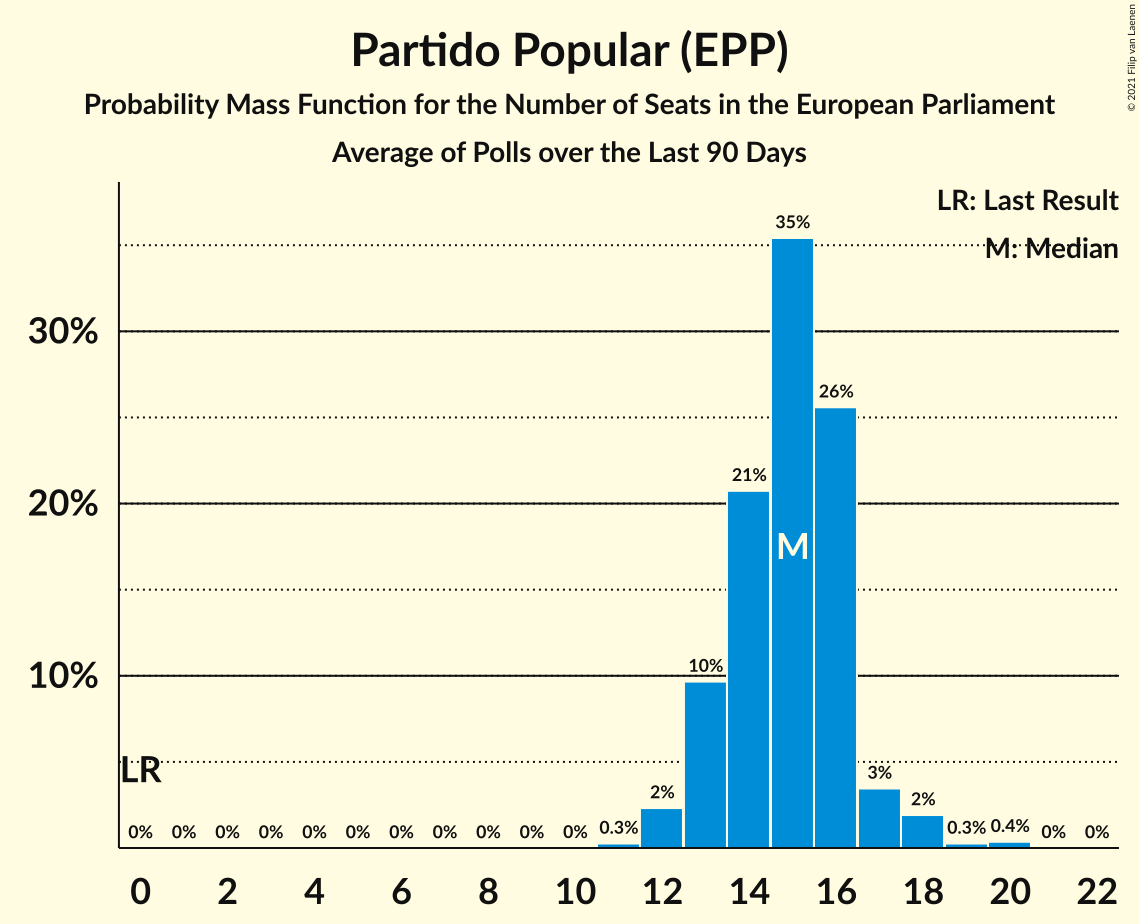 Partido Popular (EPP)
Probability Mass Function for the Number of Seats in the European Parliament
Average of Polls over the Last 90 Days
© 2021 Filip van Laenen
LR: Last Result
M: Median
35%
30%
26%
21%
20%
M
10%
10%
LR
3%
2%
2%
0% 0% 0% 0% 0% 0% 0% 0% 0% 0% 0% 0.3% 0.3% 0.4% 0% 0%
0 2 4 6 8 10 12 14 16 18 20 22